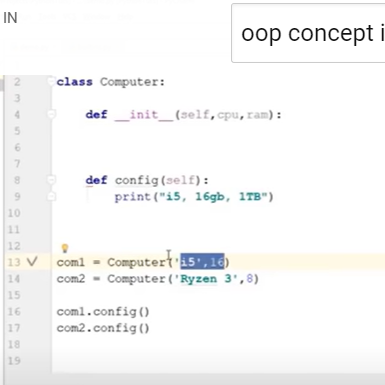 IN
oop concept i
2 class Computer:
3
4 def __init__(self,cpu,ram):
5
6
7
8 def config(self):
9 print("i5, 16gb, 1TB")
10
11
12
13 com1 = Computer('i5',16)
14 com2 = Computer('Ryzen 3',8)
15
16 com1.config()
17 com2.config()
18
19